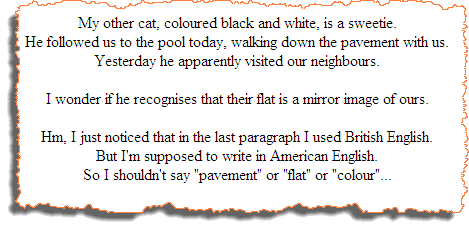 My other cat, coloured black and white, is a sweetie.
He followed us to the pool today, walking down the pavement with us.
Yesterday he apparently visited our neighbours.
I wonder if he recognises that their flat is a mirror image of ours.
Hm, I just noticed that in the last paragraph I used British English.
But I'm supposed to write in American English.
So I shouldn't say "pavement" or "flat" or "colour"...